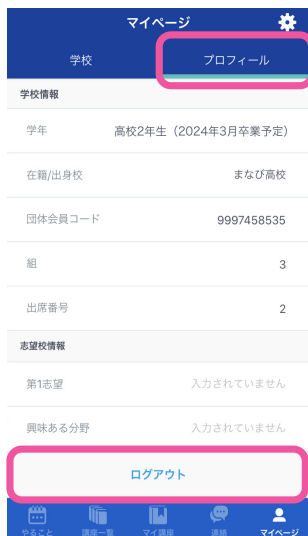 マイページ
学校 プロフィール
学校情報
学年 高校2年生（2024年3月卒業予定）
在籍/出身校 まなび高校
団体会員コード 9997458535
組 3
出席番号 2
志望校情報
第1志望 入力されていません
興味ある分野 入力されていません
ログアウト
やること 講座一覧 マイ講座 連絡 マイページ